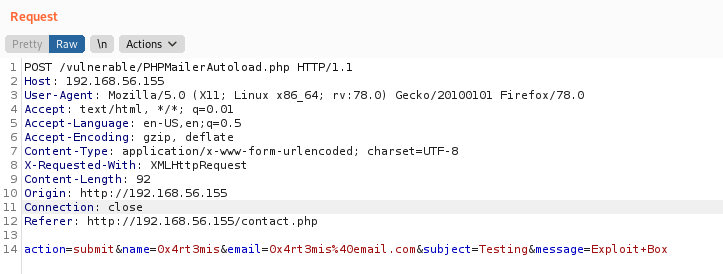 Request
Pretty Raw \n Actions
1 POST /vulnerable/PHPMailerAutoload.php HTTP/1.1
2 Host: 192.168.56.155
3 User-Agent: Mozilla/5.0 (X11; Linux x86_64; rv:78.0) Gecko/20100101 Firefox/78.0
4 Accept: text/html, */*; q=0.01
5 Accept-Language: en-US,en;q=0.5
6 Accept-Encoding: gzip, deflate
7 Content-Type: application/x-www-form-urlencoded; charset=UTF-8
8 X-Requested-With: XMLHttpRequest
9 Content-Length: 92
10 Origin: http://192.168.56.155
11 Connection: close
12 Referer: http://192.168.56.155/contact.php
13
14 action=submit&name=0x4rt3mis&email=0x4rt3mis%40email.com&subject=Testing&message=Exploit+Box